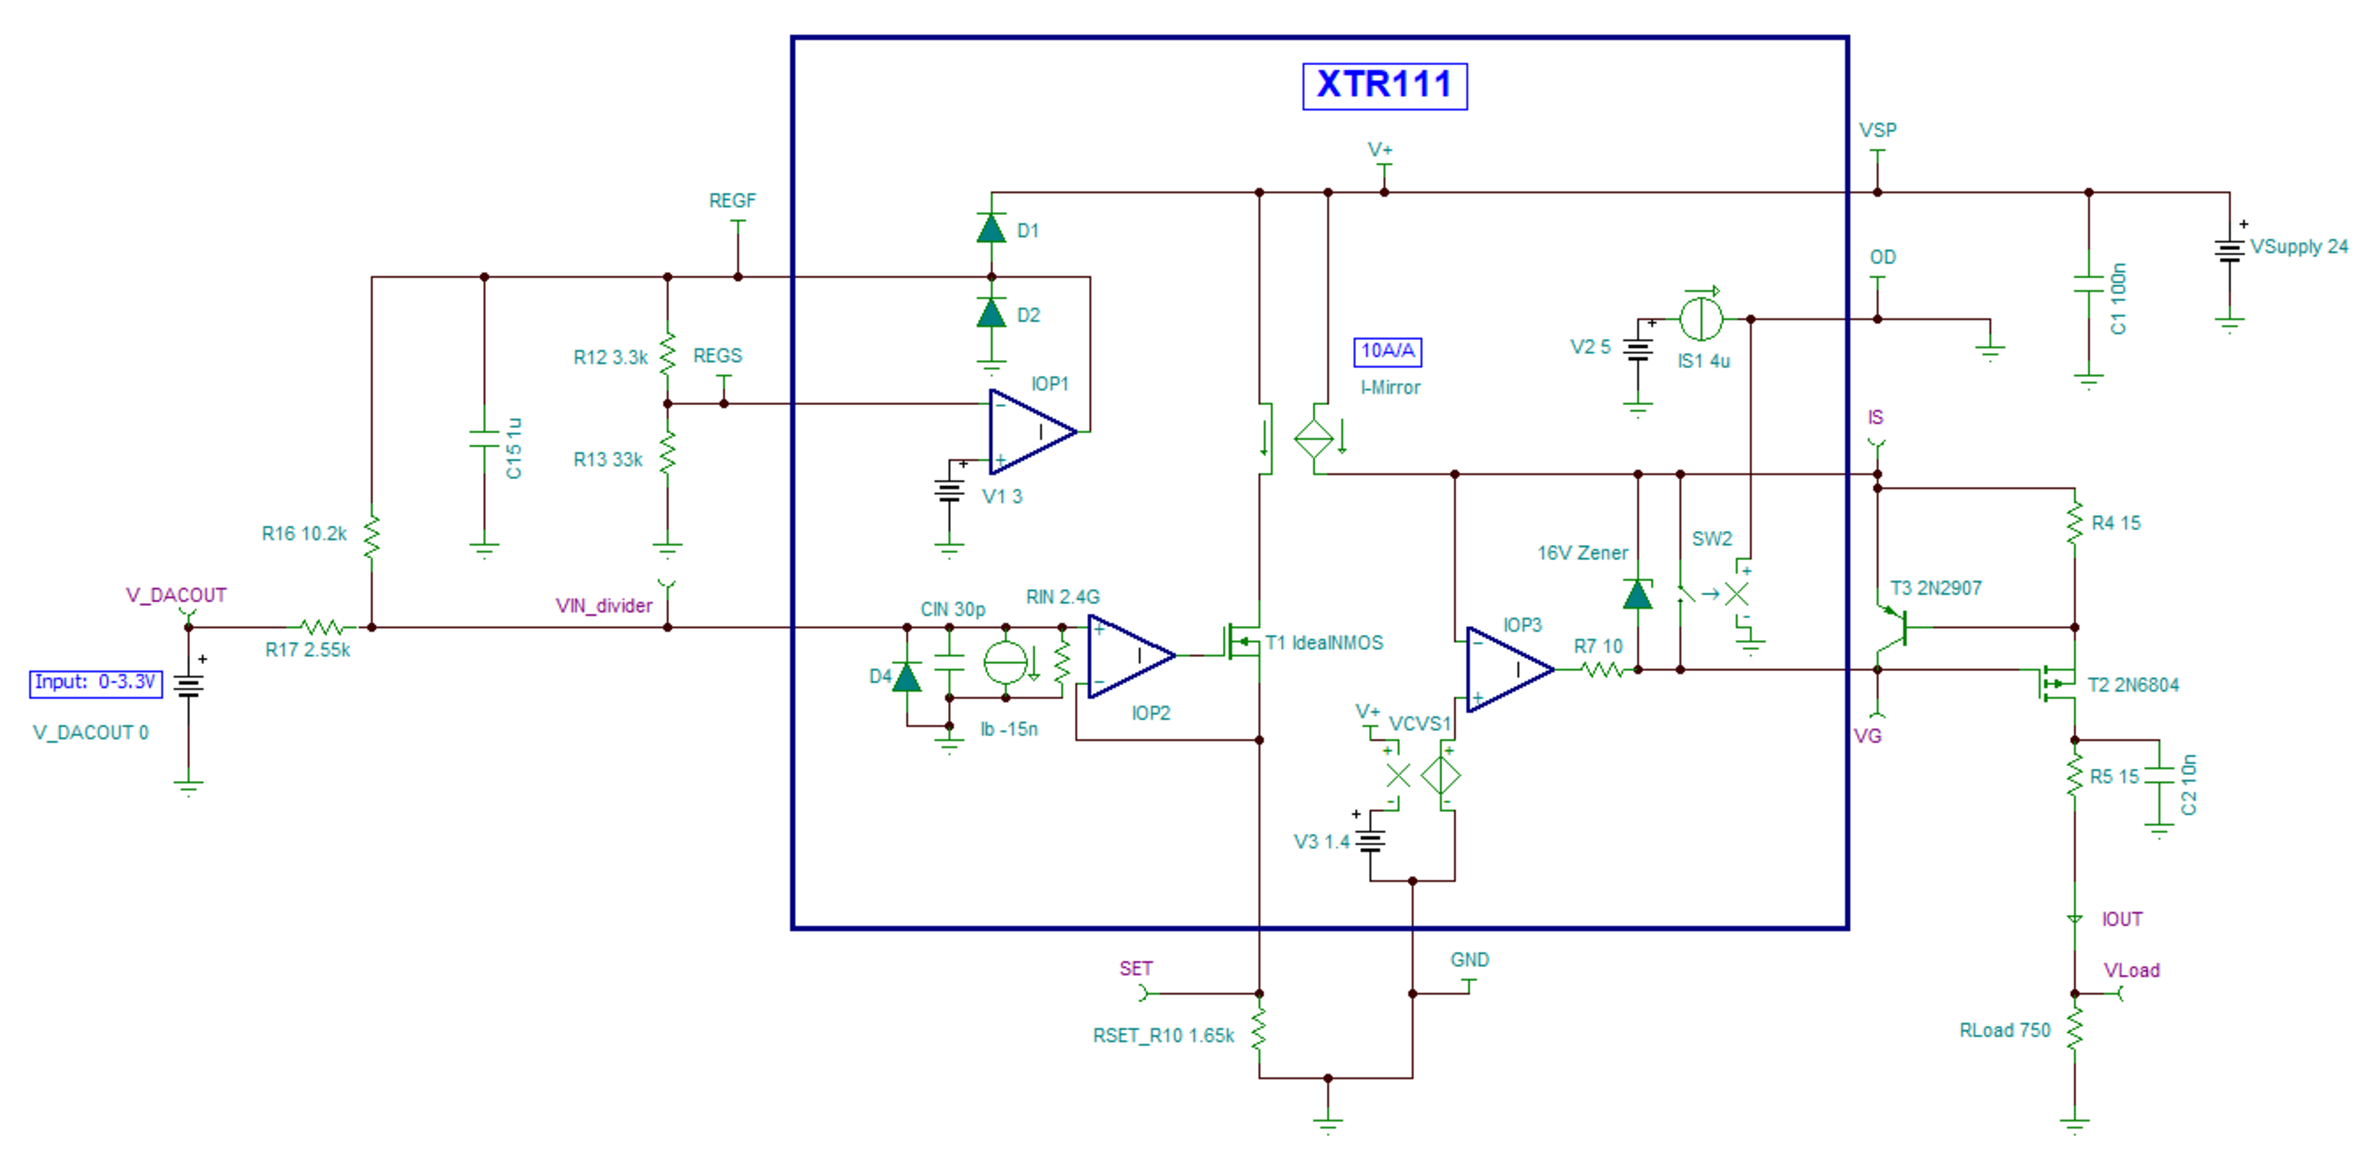 XTR111
V+
VSP
REGF
D1
VSupply 24
OD
C1 100n
D2
R12 3.3k
REGS
V2 5
IS1 4u
10A/A
I-Mirror
IOP1
IS
C15 1u
R13 33k
V1 3
R16 10.2k
R4 15
16V Zener
SW2
V_DACOUT
VIN_divider
CIN 30p
RIN 2.4G
T3 2N2907
R17 2.55k
D4
T1 IdealNMOS
IOP3
R7 10
Input: 0-3.3V
T2 2N6804
V_DACOUT 0
Ib -15n
IOP2
V+
VCVS1
VG
R5 15
C2 10n
V3 1.4
IOUT
SET
GND
VLoad
RSET_R10 1.65k
RLoad 750